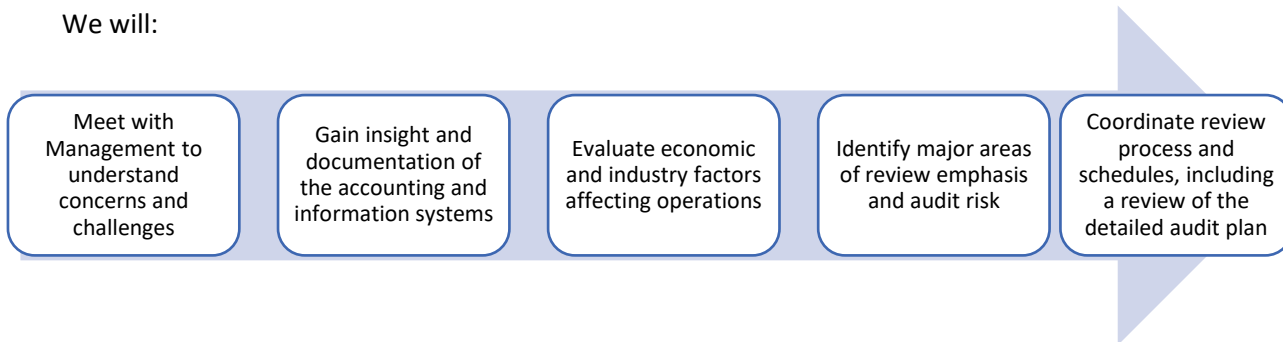 We will:
Meet with
Management to
understand
concerns and
challenges
Gain insight and
documentation of
the accounting and
information systems
Evaluate economic
and industry factors
affecting operations
Identify major areas
of review emphasis
and audit risk
Coordinate review
process and
schedules, including
a review of the
detailed audit plan